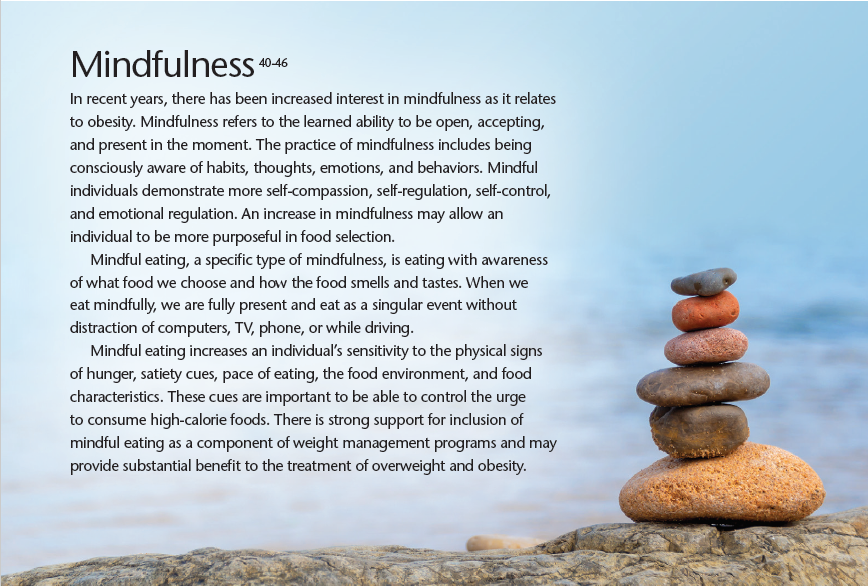 Mindfulness 40-46
In recent years, there has been increased interest in mindfulness as it relates
to obesity. Mindfulness refers to the learned ability to be open, accepting,
and present in the moment. The practice of mindfulness includes being
consciously aware of habits, thoughts, emotions, and behaviors. Mindful
individuals demonstrate more self-compassion, self-regulation, self-control,
and emotional regulation. An increase in mindfulness may allow an
individual to be more purposeful in food selection.
Mindful eating, a specific type of mindfulness, is eating with awareness
of what food we choose and how the food smells and tastes. When we
eat mindfully, we are fully present and eat as a singular event without
distraction of computers, TV, phone, or while driving.
Mindful eating increases an individual’s sensitivity to the physical signs
of hunger, satiety cues, pace of eating, the food environment, and food
characteristics. These cues are important to be able to control the urge
to consume high-calorie foods. There is strong support for inclusion of
mindful eating as a component of weight management programs and may
provide substantial benefit to the treatment of overweight and obesity.